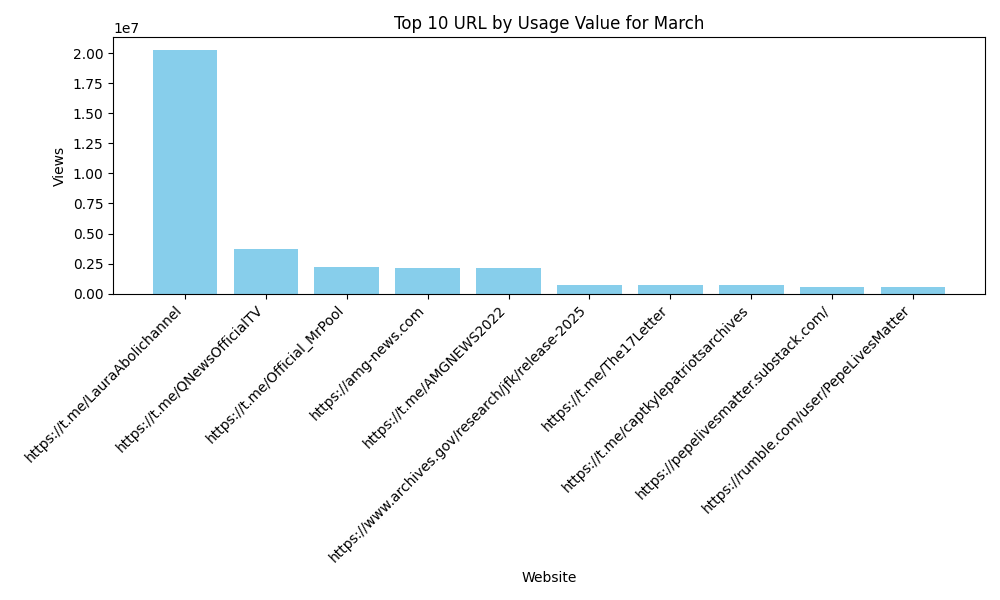 Top 10 URL by Usage Value for March
1e7
2.00
1.75
1.50
1.25
1.00
0.75
0.50
0.25
0.00
Views
https://t.me/LauraAbolichannel
https://t.me/QNewsOfficialTV
https://t.me/Official_MrPool
https://amg-news.com
https://t.me/AMGNEWS2022
https://www.archives.gov/research/jfk/release-2025
https://t.me/The17Letter
https://t.me/captkylepatriotsarchives
https://pepelivesmatter.substack.com/
https://rumble.com/user/PepeLivesMatter
Website